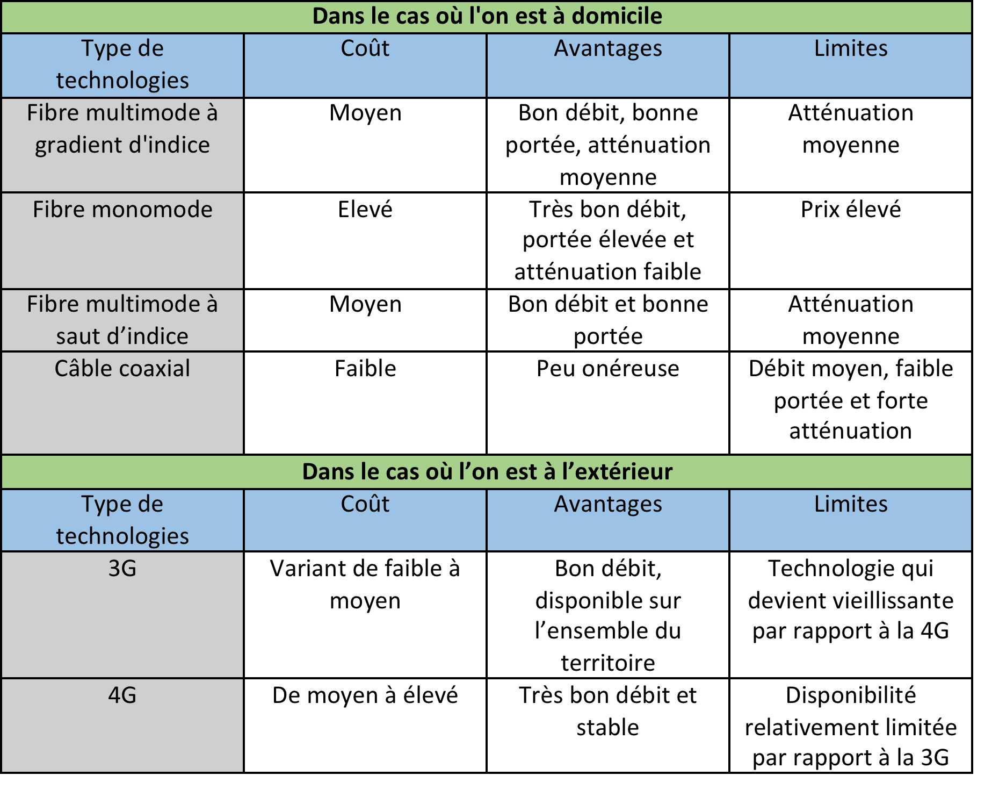 Dans le cas où l'on est à domicile
Type de
technologies
Coût
Avantages
Limites
Fibre multimode à
gradient d'indice
Moyen
Bon débit, bonne
portée, atténuation
moyenne
Atténuation
moyenne
Fibre monomode
Elevé
Très bon débit,
portée élevée et
atténuation faible
Prix élevé
Fibre multimode à
saut d’indice
Moyen
Bon débit et bonne
portée
Atténuation
moyenne
Câble coaxial
Faible
Peu onéreuse
Débit moyen, faible
portée et forte
atténuation
Dans le cas où l’on est à l’extérieur
Type de
technologies
Coût
Avantages
Limites
3G
Variant de faible à
moyen
Bon débit,
disponible sur
l’ensemble du
territoire
Technologie qui
devient vieillissante
par rapport à la 4G
4G
De moyen à élevé
Très bon débit et
stable
Disponibilité
relativement limitée
par rapport à la 3G